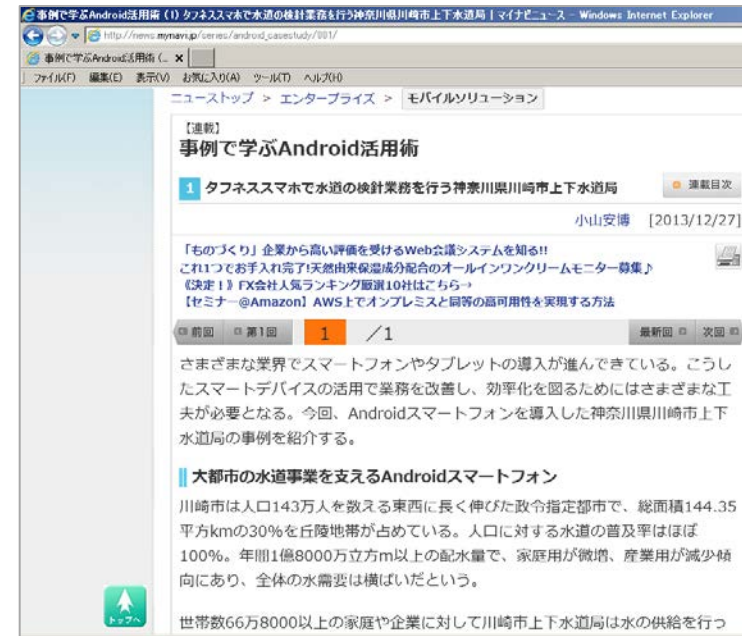 事例で学ぶAndroid活用術 (1) タフネススマホで水道の検針業務を行う神奈川県川崎市上下水道局 | マイナビニュース - Windows Internet Explorer
http://news.mynavi.jp/series/android_casestudy/001/
事例で学ぶAndroid活用術 (...
ファイル(F) 編集(E) 表示(V) お気に入り(A) ツール(T) ヘルプ(H)
ニューストップ > エンタープライズ > モバイルソリューション
【連載】
事例で学ぶAndroid活用術
1 タフネススマホで水道の検針業務を行う神奈川県川崎市上下水道局 連載目次
小山安博 [2013/12/27]
「ものづくり」企業から高い評価を受けるWeb会議システムを知る!!
これ1つでお手入れ完了!天然由来保湿成分配合のオールインワンクリームモニター募集♪
《決定!》FX会社人気ランキング厳選10社はこちら→
【セミナー@Amazon】AWS上でオンプレミスと同等の高可用性を実現する方法
前回 第1回 1 /1 最新回 次回
さまざまな業界でスマートフォンやタブレットの導入が進んできている。こうし
たスマートデバイスの活用で業務を改善し、効率化を図るためにはさまざまな工
夫が必要となる。今回、Androidスマートフォンを導入した神奈川県川崎市上下
水道局の事例を紹介する。
大都市の水道事業を支えるAndroidスマートフォン
川崎市は人口143万人を数える東西に長く伸びた政令指定都市で、総面積144.35
平方kmの30%を丘陵地帯が占めている。人口に対する水道の普及率はほぼ
100%。年間1億8000万立方m以上の配水量で、家庭用が微増、産業用が減少傾
向にあり、全体の水需要は横ばいだという。
世帯数66万8000以上の家庭や企業に対して川崎市上下水道局は水の供給を行っ
トップへ